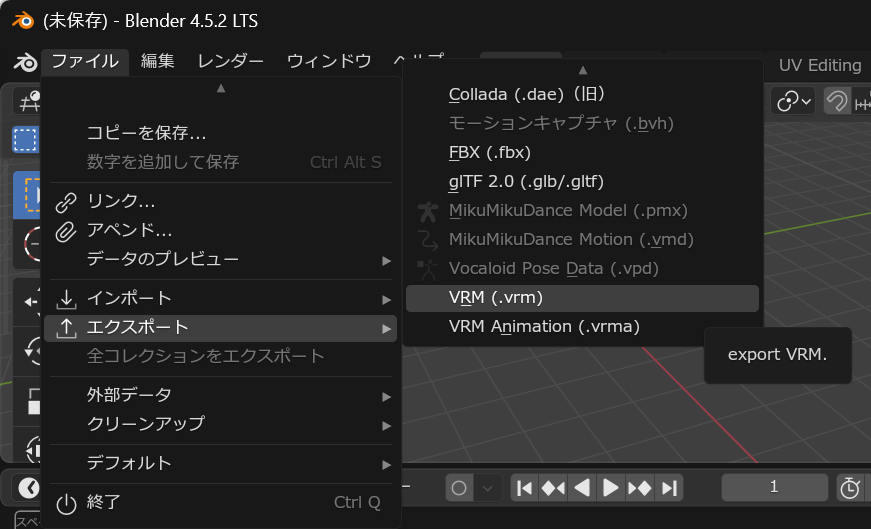 (未保存) - Blender 4.5.2 LTS
ファイル 編集 レンダー ウィンドウ ヘルプ
UV Editing
コピーを保存...
数字を追加して保存 Ctrl Alt S
リンク...
アペンド...
データのプレビュー
インポート
エクスポート
全コレクションをエクスポート
外部データ
クリーンアップ
デフォルト
終了 Ctrl Q
Collada (.dae)（旧）
モーションキャプチャ (.bvh)
FBX (.fbx)
glTF 2.0 (.glb/.gltf)
MikuMikuDance Model (.pmx)
MikuMikuDance Motion (.vmd)
Vocaloid Pose Data (.vpd)
VRM (.vrm)
VRM Animation (.vrma)
export VRM.
1